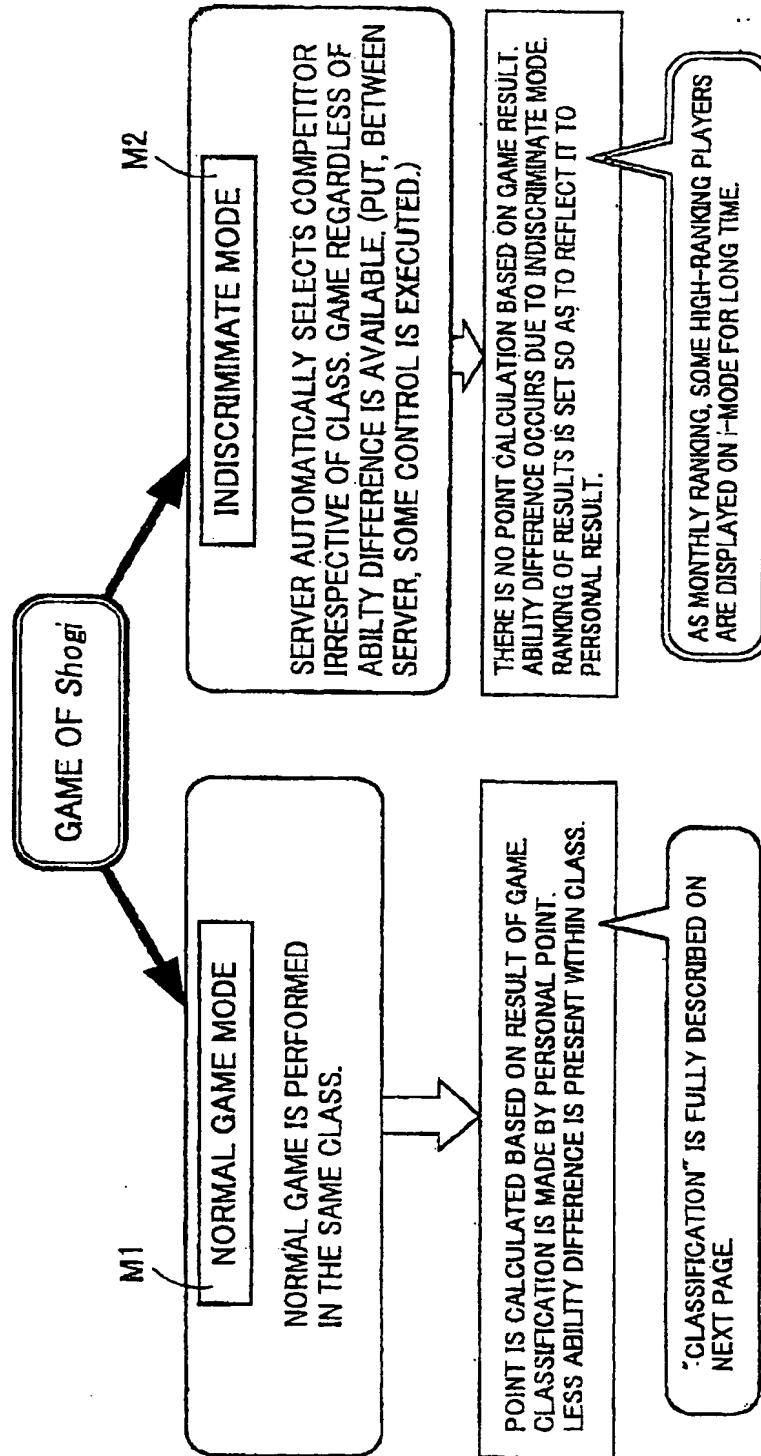 GAME OF Shogi
M1
NORMAL GAME MODE
NORMAL GAME IS PERFORMED
IN THE SAME CLASS.
POINT IS CALCULATED BASED ON RESULT OF GAME.
CLASSIFICATION IS MADE BY PERSONAL POINT.
LESS ABILITY DIFFERENCE IS PRESENT WITHIN CLASS.
"CLASSIFICATION" IS FULLY DESCRIBED ON
NEXT PAGE.
M2
INDISCRIMIMATE MODE
SERVER AUTOMATICALLY SELECTS COMPETITOR
IRRESPECTIVE OF CLASS. GAME REGARDLESS OF
ABILTY DIFFERENCE IS AVAILABLE. (PUT, BETWEEN
SERVER, SOME CONTROL IS EXECUTED.)
THERE IS NO POINT CALCULATION BASED ON GAME RESULT.
ABILITY DIFFERENCE OCCURS DUE TO INDISCRIMINATE MODE.
RANKING OF RESULTS IS SET SO AS TO REFLECT IT TO
PERSONAL RESULT.
AS MONTHLY RANKING, SOME HIGH-RANKING PLAYERS
ARE DISPLAYED ON i-MODE FOR LONG TIME.